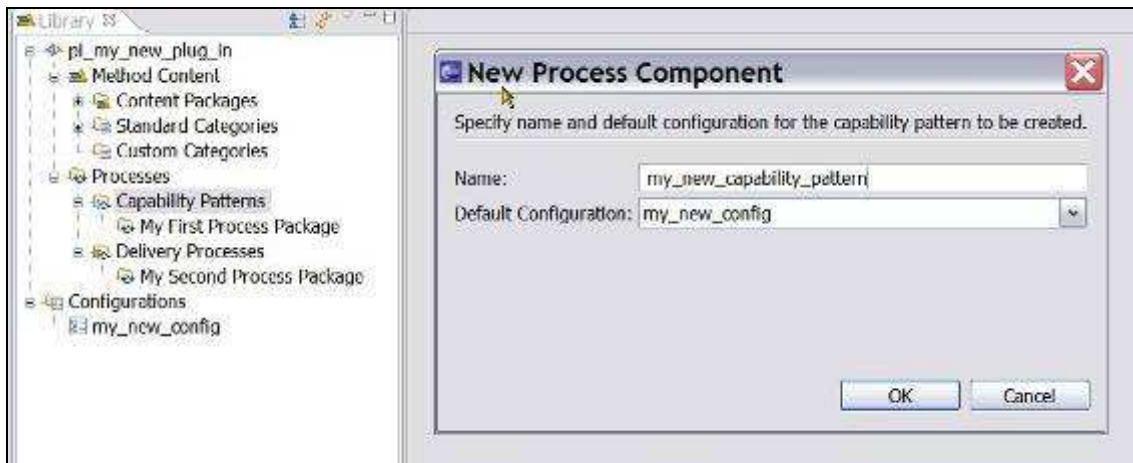 Library
pl_my_new_plug_in
Method Content
Content Packages
Standard Categories
Custom Categories
Processes
Capability Patterns
My First Process Package
Delivery Processes
My Second Process Package
Configurations
my_new_config
New Process Component
Specify name and default configuration for the capability pattern to be created.
Name: my_new_capability_pattern
Default Configuration: my_new_config
OK Cancel